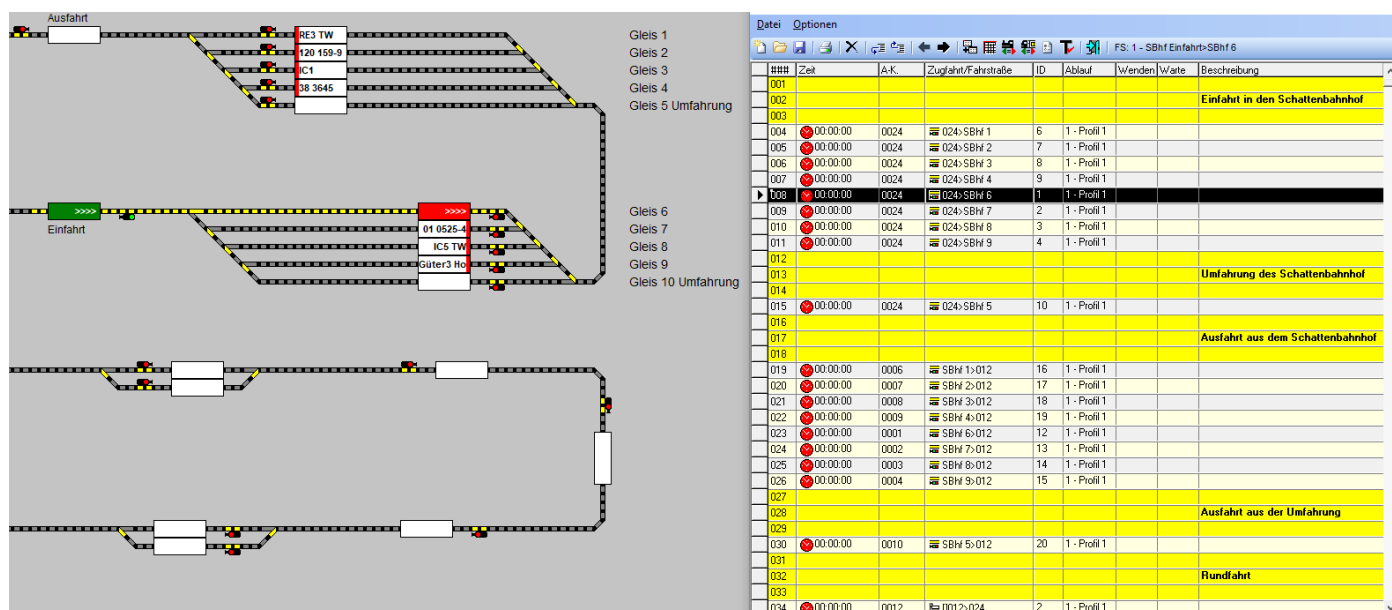 Ausfahrt
RE3 TW
Gleis 1
120 159-9
Gleis 2
IC1
Gleis 3
38 3645
Gleis 4
Gleis 5 Umfahrung
>>>>
>>>>
Gleis 6
Einfahrt
01 0525-4
Gleis 7
IC5 TW
Gleis 8
Güter3 Ho
Gleis 9
Gleis 10 Umfahrung
Datei Optionen
FS: 1 - SBhf Einfahrt>SBhf 6
### Zeit A-K. Zugfahrt/Fahrstraße ID Ablauf Wenden Warte Beschreibung
001
002 Einfahrt in den Schattenbahnhof
003
004 00:00:00 0024 024>SBhf 1 6 1 - Profil 1
005 00:00:00 0024 024>SBhf 2 7 1 - Profil 1
006 00:00:00 0024 024>SBhf 3 8 1 - Profil 1
007 00:00:00 0024 024>SBhf 4 9 1 - Profil 1
008 00:00:00 0024 024>SBhf 6 1 1 - Profil 1
009 00:00:00 0024 024>SBhf 7 2 1 - Profil 1
010 00:00:00 0024 024>SBhf 8 3 1 - Profil 1
011 00:00:00 0024 024>SBhf 9 4 1 - Profil 1
012
013 Umfahrung des Schattenbahnhof
014
015 00:00:00 0024 024>SBhf 5 10 1 - Profil 1
016
017 Ausfahrt aus dem Schattenbahnhof
018
019 00:00:00 0006 SBhf 1>012 16 1 - Profil 1
020 00:00:00 0007 SBhf 2>012 17 1 - Profil 1
021 00:00:00 0008 SBhf 3>012 18 1 - Profil 1
022 00:00:00 0009 SBhf 4>012 19 1 - Profil 1
023 00:00:00 0001 SBhf 6>012 12 1 - Profil 1
024 00:00:00 0002 SBhf 7>012 13 1 - Profil 1
025 00:00:00 0003 SBhf 8>012 14 1 - Profil 1
026 00:00:00 0004 SBhf 9>012 15 1 - Profil 1
027
028 Ausfahrt aus der Umfahrung
029
030 00:00:00 0010 SBhf 5>012 20 1 - Profil 1
031
032 Rundfahrt
033
034 00:00:00 0012 0012>024 2 1 - Profil 1